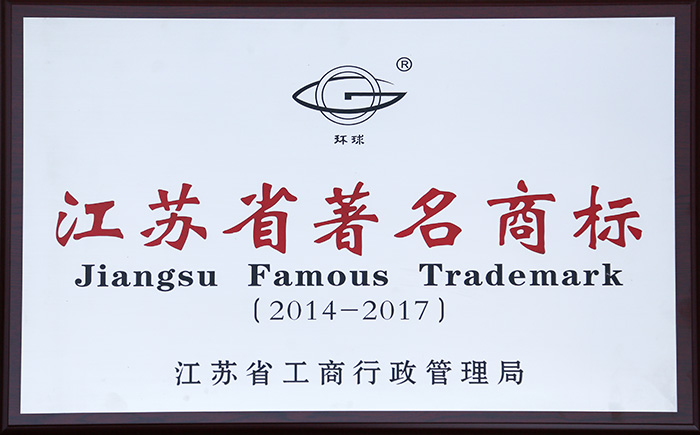 ®
环球
江苏省著名商标
Jiangsu Famous Trademark
(2014-2017)
江苏省工商行政管理局